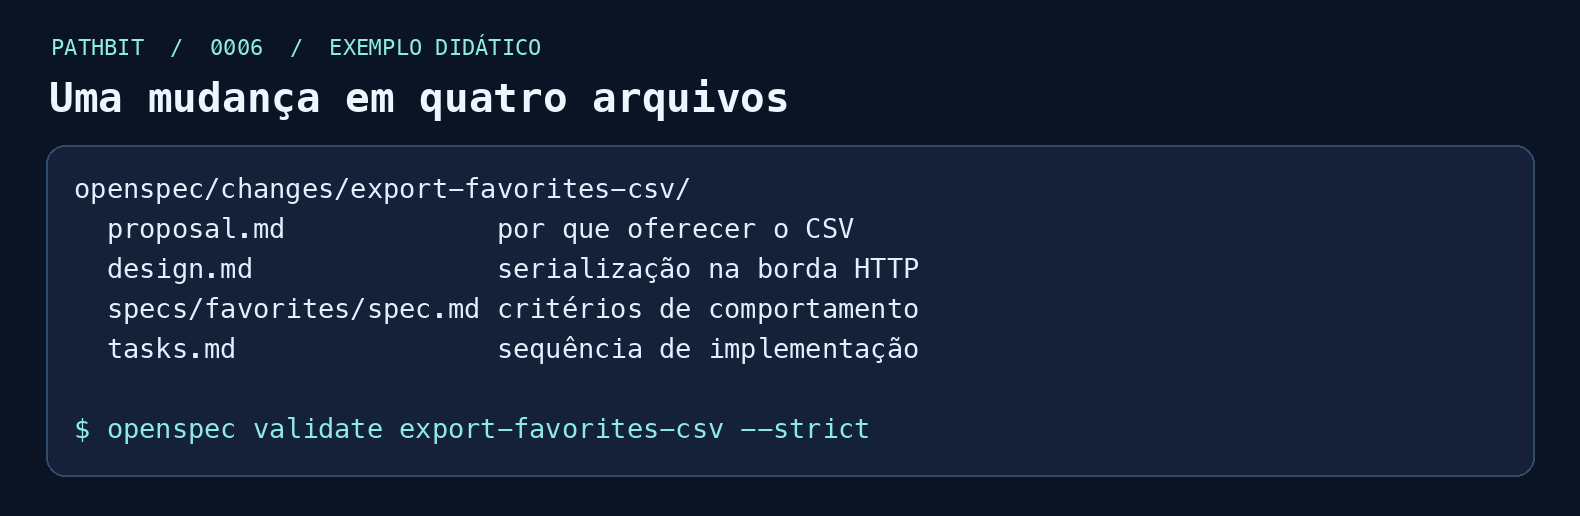 PATHBIT / 0006 / EXEMPLO DIDÁTICO
Uma mudança em quatro arquivos
openspec/changes/export-favorites-csv/
proposal.md por que oferecer o CSV
design.md serialização na borda HTTP
specs/favorites/spec.md critérios de comportamento
tasks.md sequência de implementação
$ openspec validate export-favorites-csv --strict